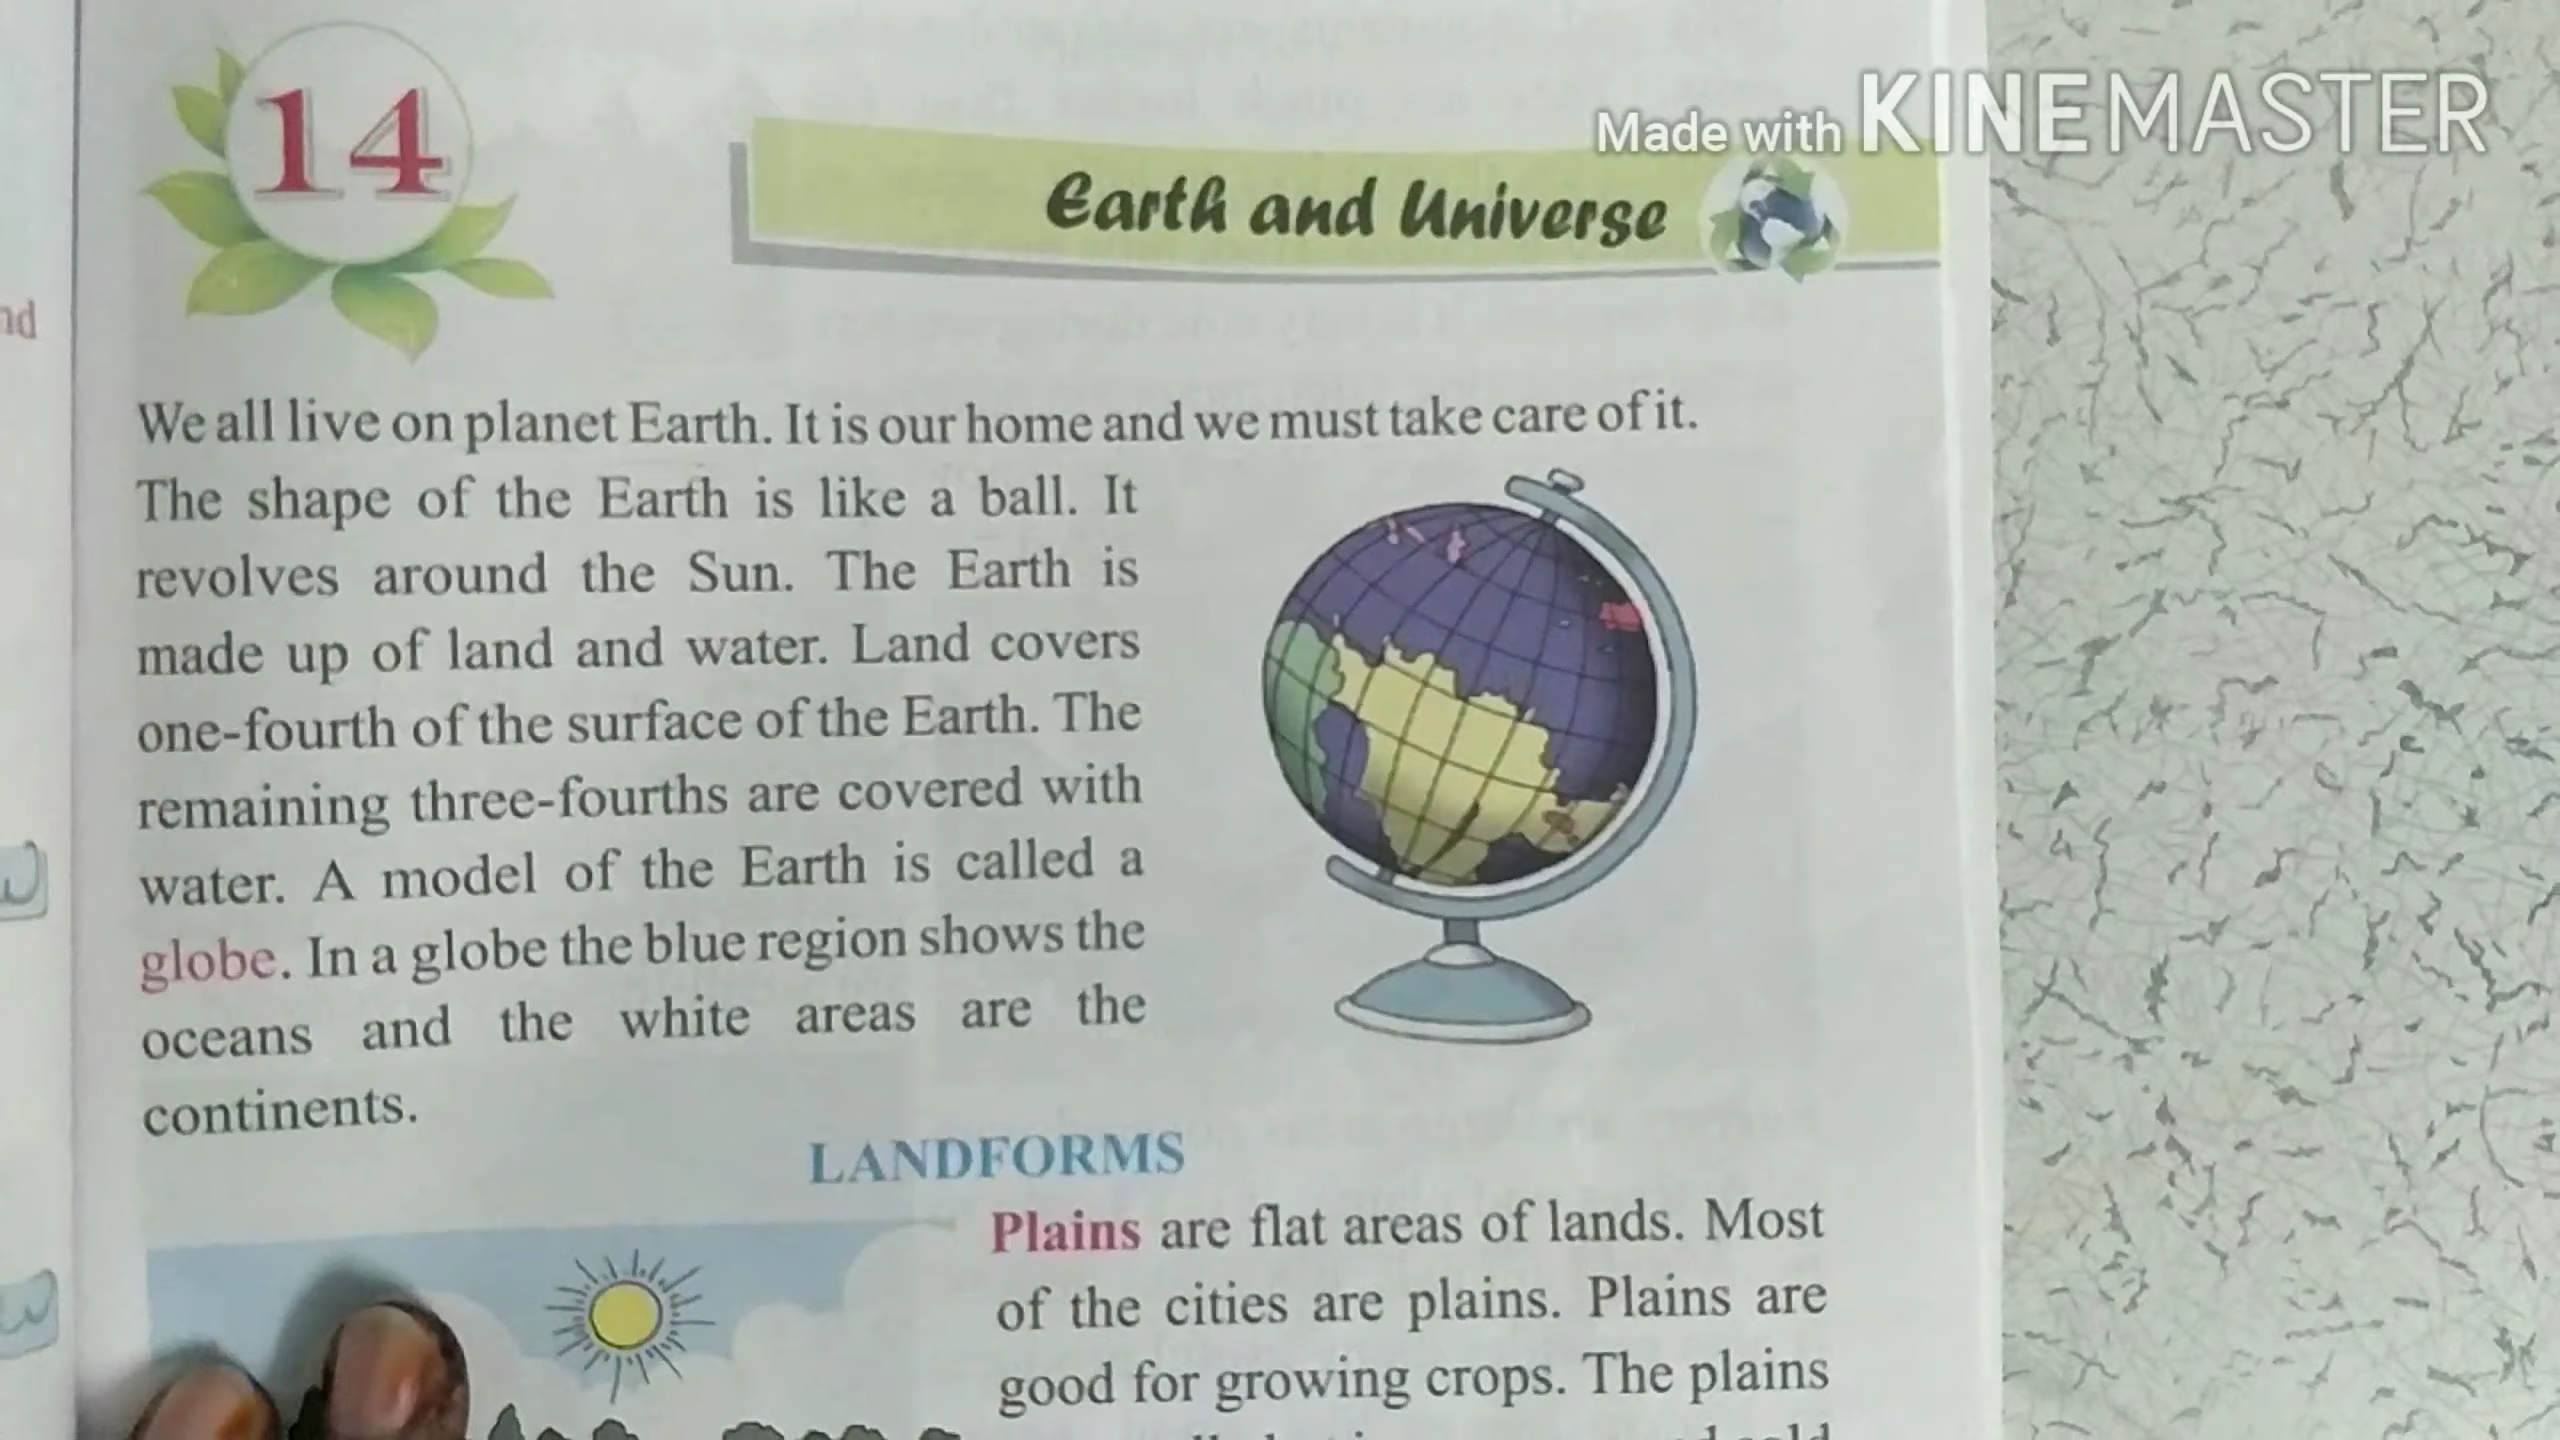 14
Made with KINEMASTER
Earth and Universe
We all live on planet Earth. It is our home and we must take care of it.
The shape of the Earth is like a ball. It
revolves around the Sun. The Earth is
made up of land and water. Land covers
one-fourth of the surface of the Earth. The
remaining three-fourths are covered with
water. A model of the Earth is called a
globe. In a globe the blue region shows the
oceans and the white areas are the
continents.
LANDFORMS
Plains are flat areas of lands. Most
of the cities are plains. Plains are
good for growing crops. The plains